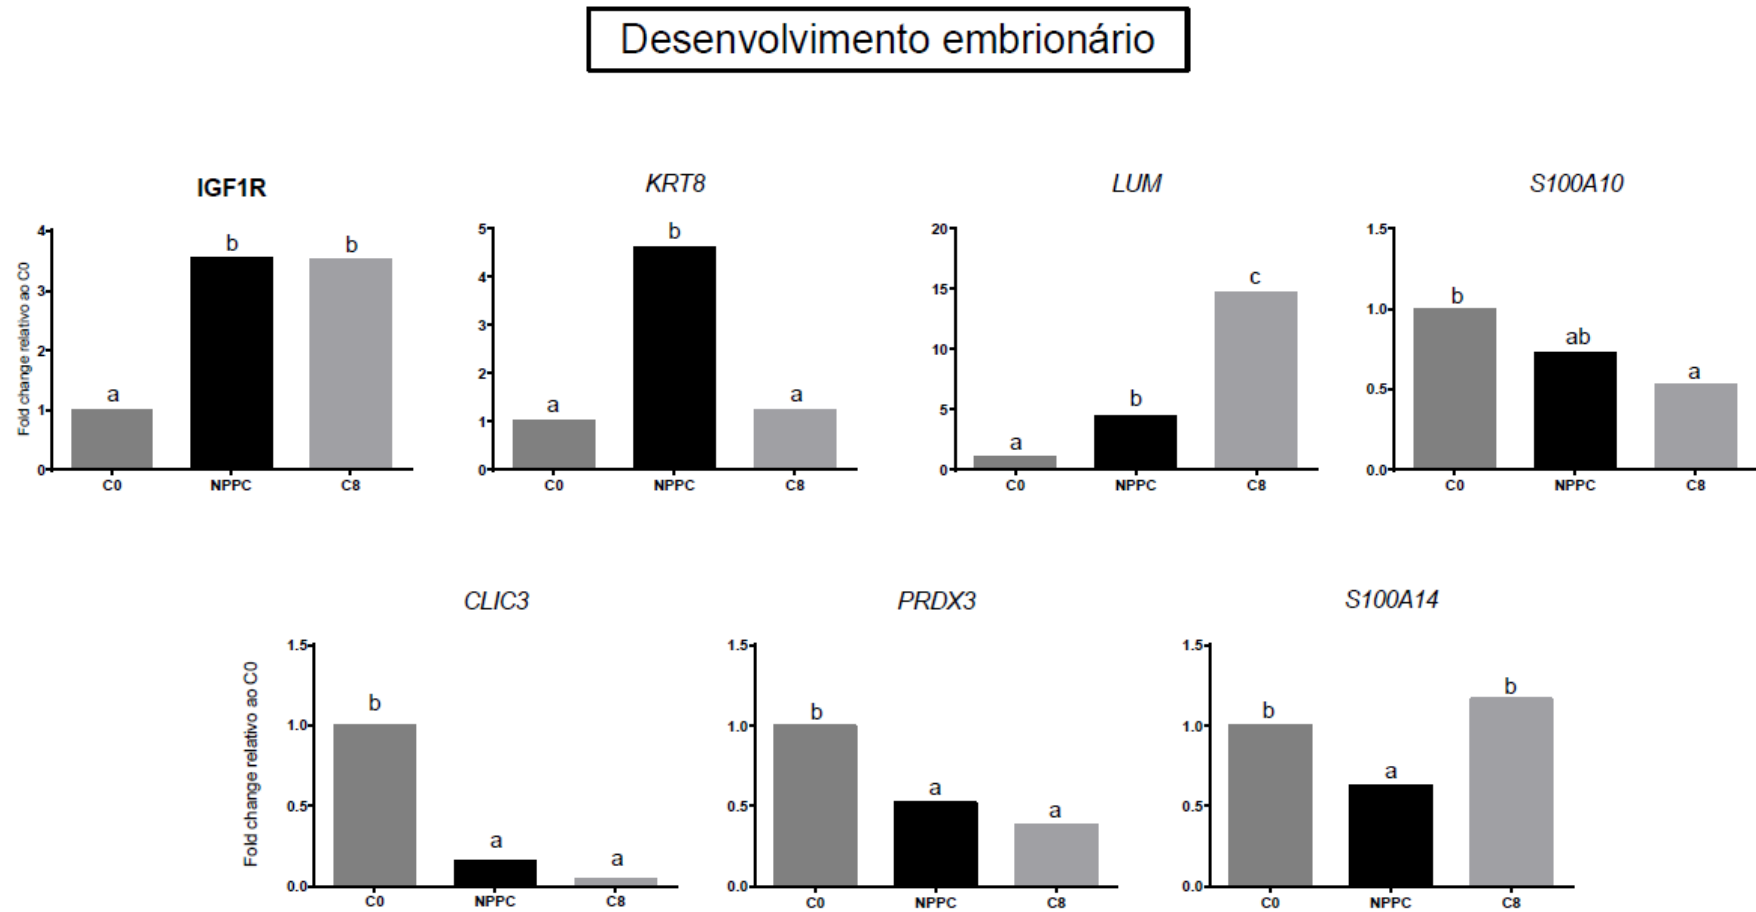 Desenvolvimento embrionário
IGF1R
KRT8
LUM
S100A10
Fold change relativo ao C0
4
3
2
1
0
a
b
b
C0
NPPC
C8
5
4
3
2
1
0
a
b
a
C0
NPPC
C8
20
15
10
5
0
a
b
c
C0
NPPC
C8
1.5
1.0
0.5
0.0
b
ab
a
C0
NPPC
C8
CLIC3
PRDX3
S100A14
Fold change relativo ao C0
1.5
1.0
0.5
0.0
b
a
a
C0
NPPC
C8
1.5
1.0
0.5
0.0
b
a
a
C0
NPPC
C8
1.5
1.0
0.5
0.0
b
a
b
C0
NPPC
C8